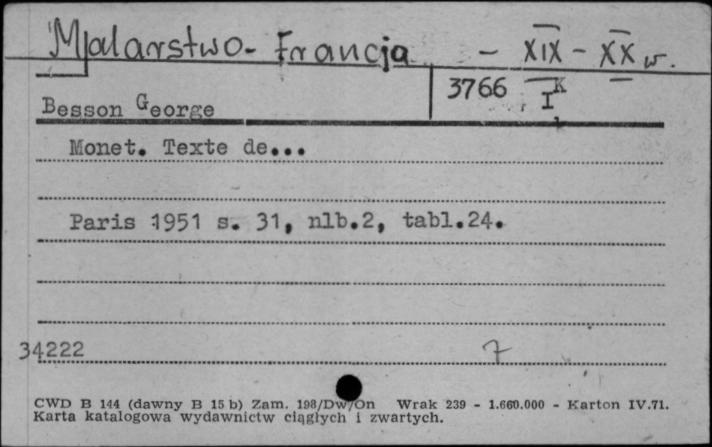 Malarstwo - Francja - XIX - XX w.
Besson George
3766 I K
Monet. Texte de...
Paris 1951 s. 31, nlb.2, tabl.24.
34222
7
CWD B 144 (dawny B 15 b) Zam. 198/Dw/On Wrak 239 - 1.660.000 - Karton IV.71.
Karta katalogowa wydawnictw ciągłych i zwartych.